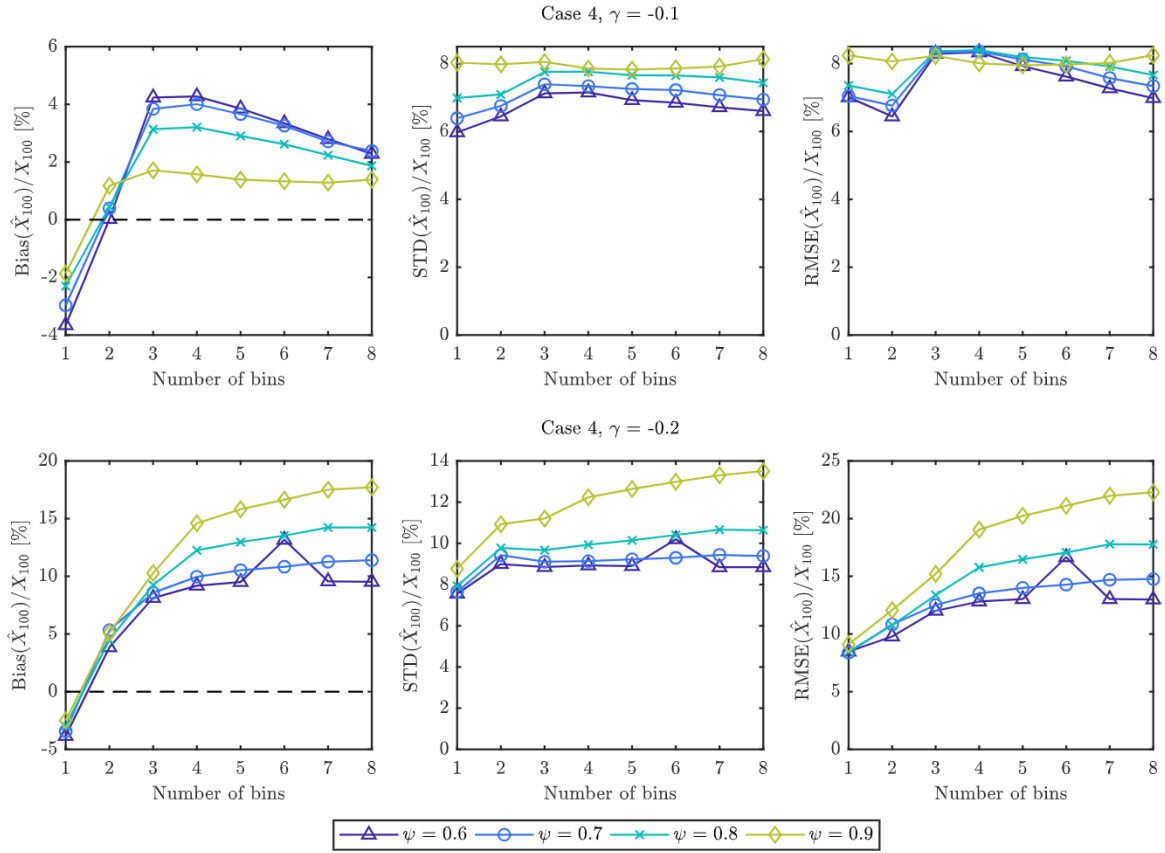 Case 4, γ = -0.1
Bias(X̂₁₀₀)/X₁₀₀ [%]
6
4
2
0
-2
-4
1 2 3 4 5 6 7 8
Number of bins
STD(X̂₁₀₀)/X₁₀₀ [%]
8
6
4
2
0
1 2 3 4 5 6 7 8
Number of bins
RMSE(X̂₁₀₀)/X₁₀₀ [%]
8
6
4
2
0
1 2 3 4 5 6 7 8
Number of bins
Case 4, γ = -0.2
Bias(X̂₁₀₀)/X₁₀₀ [%]
20
15
10
5
0
-5
1 2 3 4 5 6 7 8
Number of bins
STD(X̂₁₀₀)/X₁₀₀ [%]
14
12
10
8
6
4
2
0
1 2 3 4 5 6 7 8
Number of bins
RMSE(X̂₁₀₀)/X₁₀₀ [%]
25
20
15
10
5
0
1 2 3 4 5 6 7 8
Number of bins
ψ = 0.6 ψ = 0.7 ψ = 0.8 ψ = 0.9